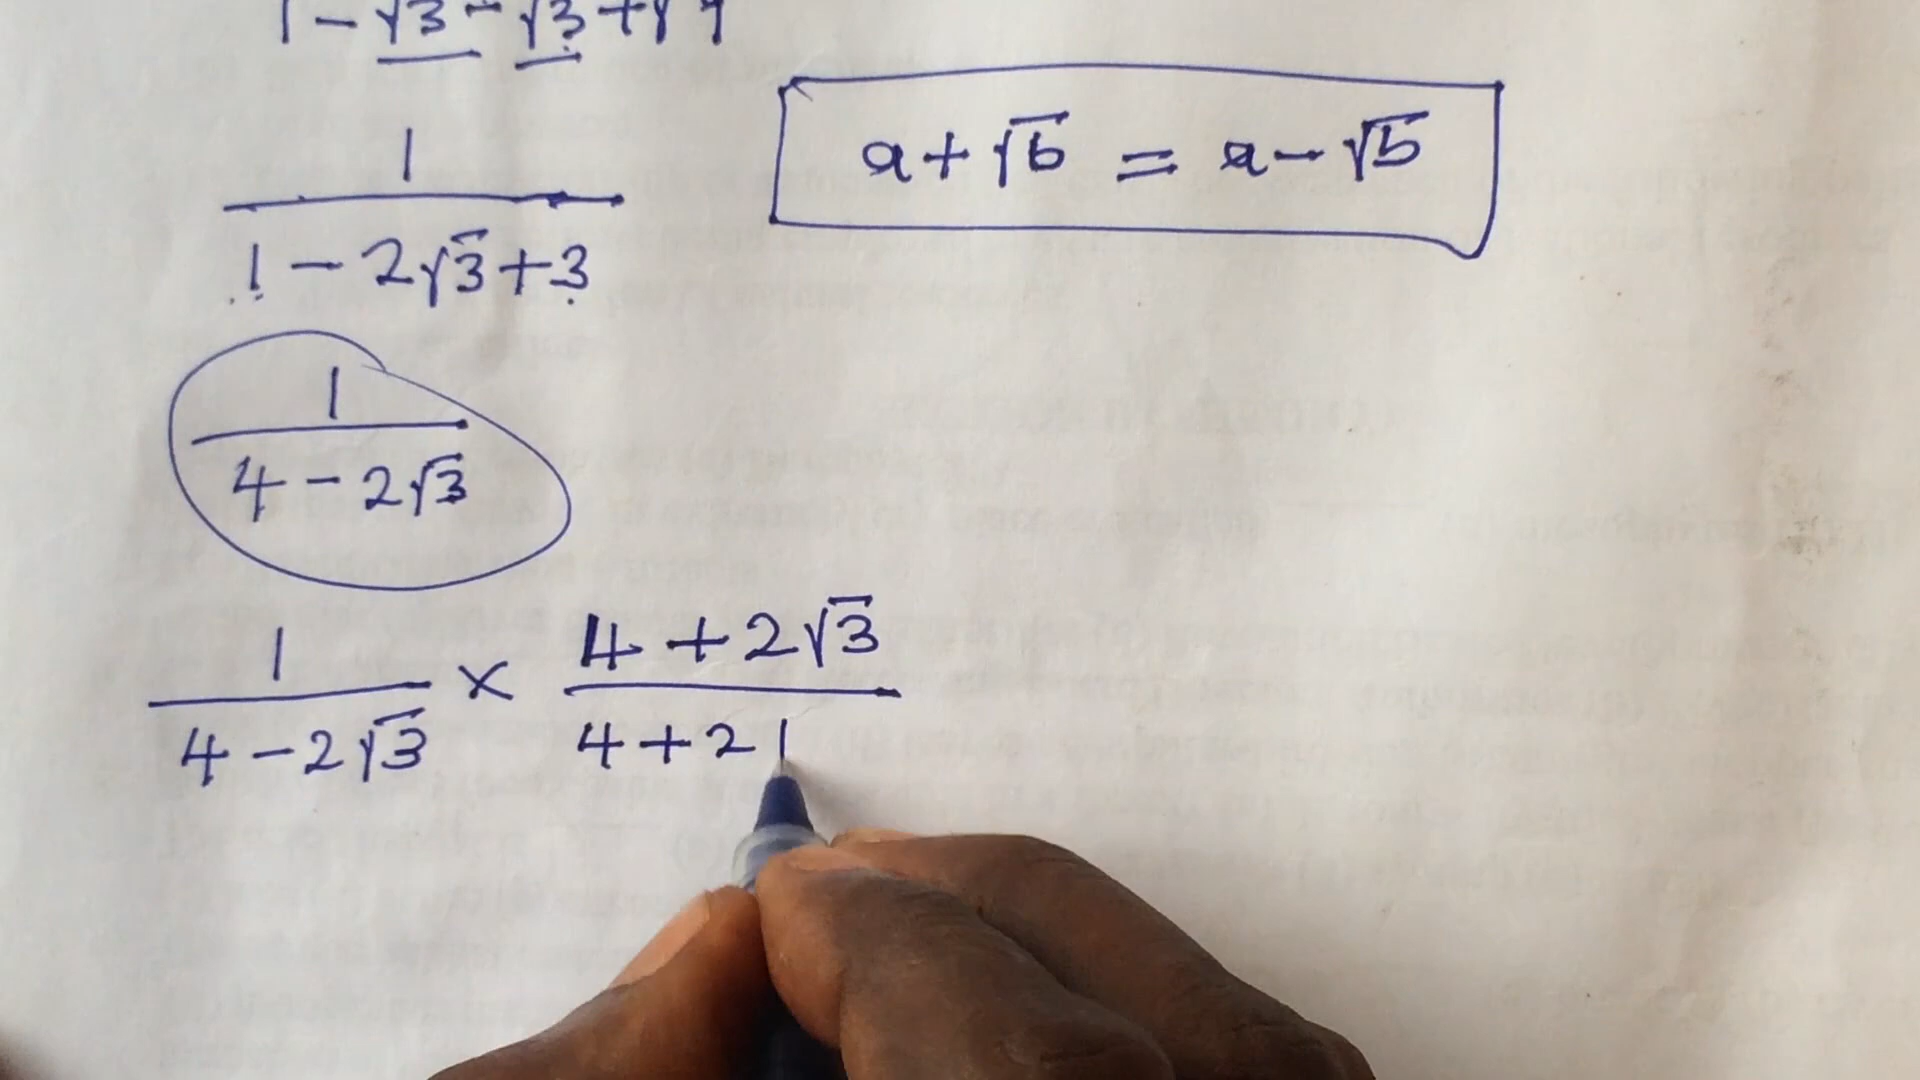 1 - √3 - √3 + √9
a + √b = a - √b
1
1 - 2√3 + 3
1
4 - 2√3
1 × 4 + 2√3
4 - 2√3 4 + 2